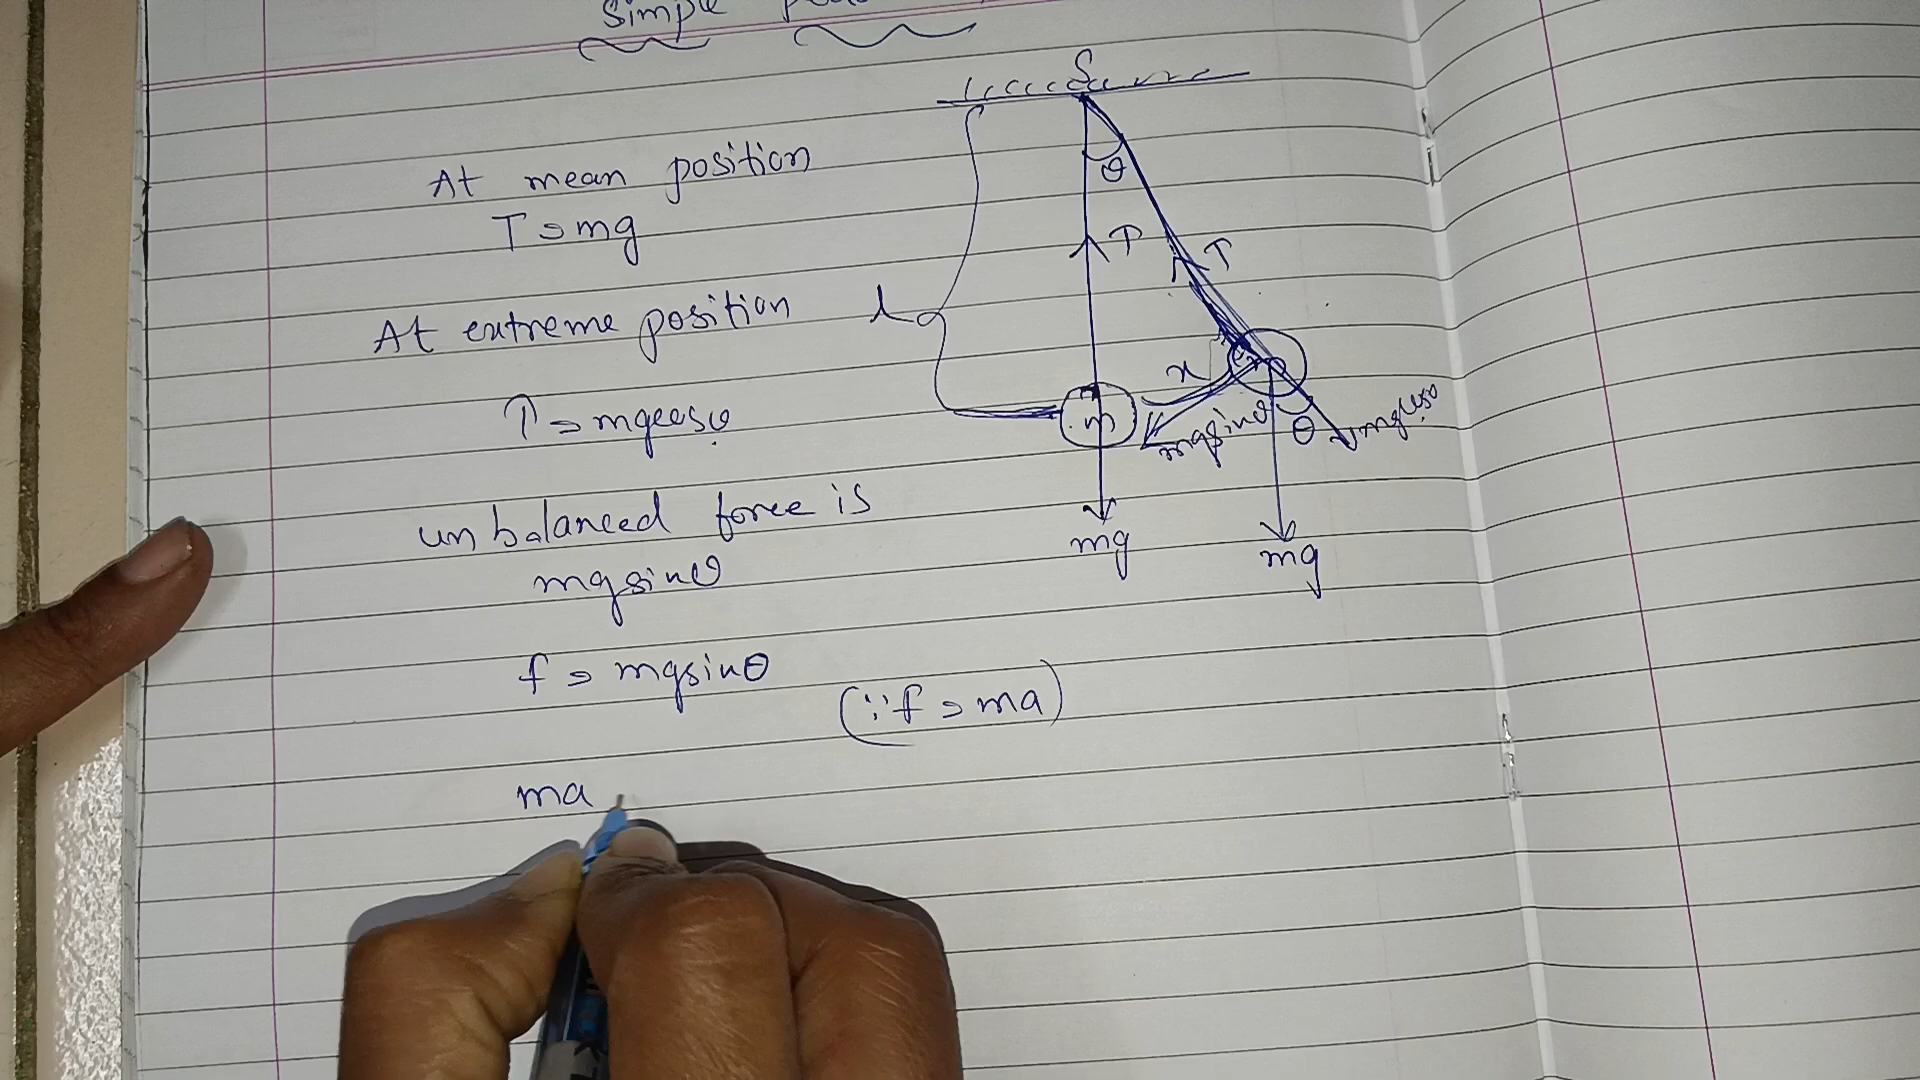 Simple
S
At mean position
T = mg
θ
T
T
At extreme position
l
T = mgcosθ
x
m
mgsinθ
θ
mgcosθ
unbalanced force is
mgsinθ
mg
mg
f = mgsinθ
(∵ f = ma)
ma